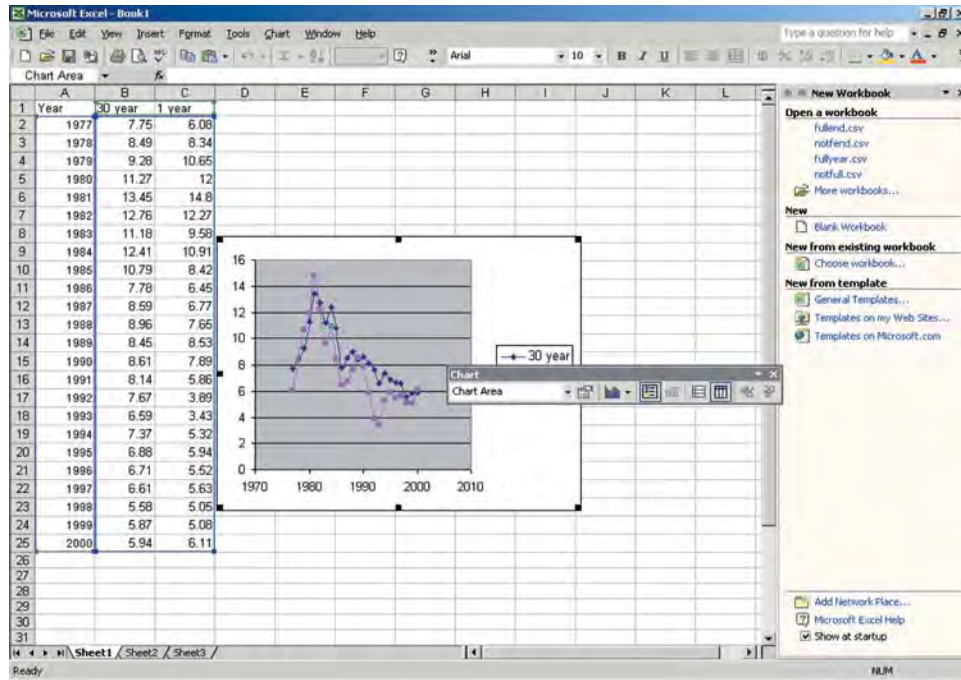 Microsoft Excel - Book1
File Edit View Insert Format Tools Chart Window Help
Type a question for help
Arial 10 B I U
Chart Area fx
A B C D E F G H I J K L
1 Year 30 year 1 year
2 1977 7.75 6.08
3 1978 8.49 8.34
4 1979 9.28 10.65
5 1980 11.27 12
6 1981 13.45 14.8
7 1982 12.76 12.27
8 1983 11.18 9.58
9 1984 12.41 10.91
10 1985 10.79 8.42
11 1986 7.78 6.45
12 1987 8.59 6.77
13 1988 8.96 7.65
14 1989 8.45 8.53
15 1990 8.61 7.89
16 1991 8.14 5.86
17 1992 7.67 3.89
18 1993 6.59 3.43
19 1994 7.37 5.32
20 1995 6.88 5.94
21 1996 6.71 5.52
22 1997 6.61 5.63
23 1998 5.58 5.05
24 1999 5.87 5.08
25 2000 5.94 6.11
26
27
28
29
30
31
16
14
12
10
8
6
4
2
0
1970 1980 1990 2000 2010
30 year
Chart
Chart Area
New Workbook
Open a workbook
fullend.csv
notfend.csv
fullyear.csv
notfull.csv
More workbooks...
New
Blank Workbook
New from existing workbook
Choose workbook...
New from template
General Templates...
Templates on my Web Sites...
Templates on Microsoft.com
Add Network Place...
Microsoft Excel Help
Show at startup
Sheet1 / Sheet2 / Sheet3 /
Ready NUM